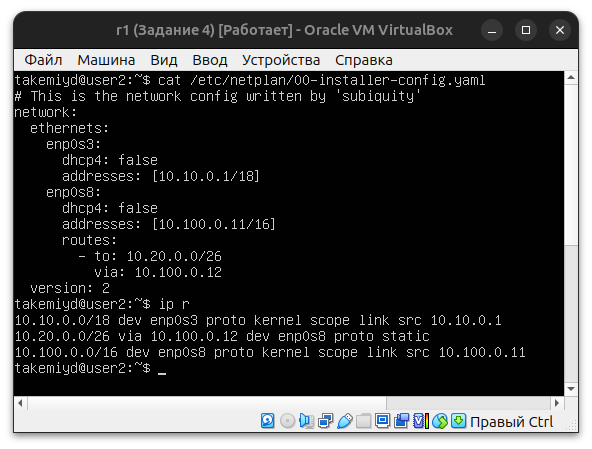 r1 (Задание 4) [Работает] - Oracle VM VirtualBox
Файл Машина Вид Ввод Устройства Справка
takemiyd@user2:~$ cat /etc/netplan/00-installer-config.yaml
# This is the network config written by 'subiquity'
network:
  ethernets:
    enp0s3:
      dhcp4: false
      addresses: [10.10.0.1/18]
    enp0s8:
      dhcp4: false
      addresses: [10.100.0.11/16]
      routes:
        - to: 10.20.0.0/26
          via: 10.100.0.12
  version: 2
takemiyd@user2:~$ ip r
10.10.0.0/18 dev enp0s3 proto kernel scope link src 10.10.0.1
10.20.0.0/26 via 10.100.0.12 dev enp0s8 proto static
10.100.0.0/16 dev enp0s8 proto kernel scope link src 10.100.0.11
takemiyd@user2:~$ _
Правый Ctrl